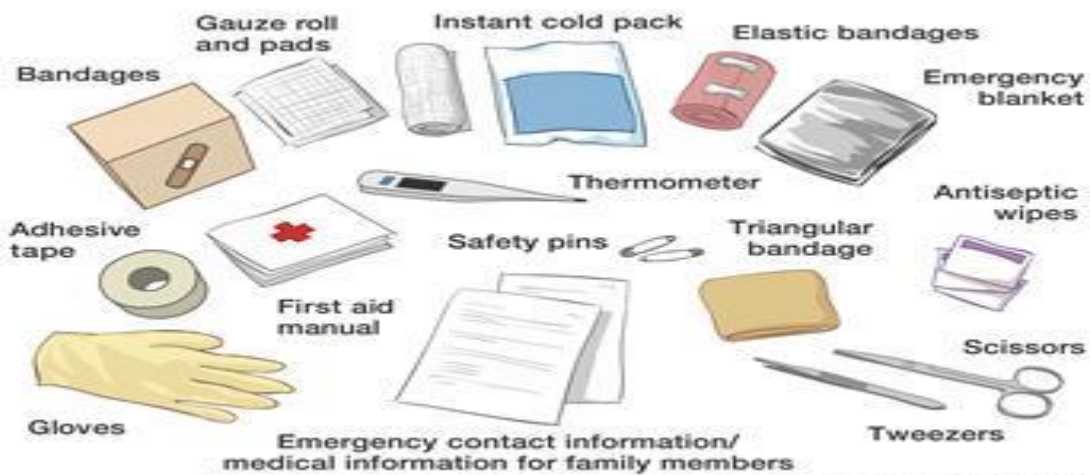 Gauze roll
and pads
Instant cold pack
Elastic bandages
Bandages
Emergency
blanket
Thermometer
Antiseptic
wipes
Adhesive
tape
Safety pins
Triangular
bandage
First aid
manual
Scissors
Gloves
Tweezers
Emergency contact information/
medical information for family members